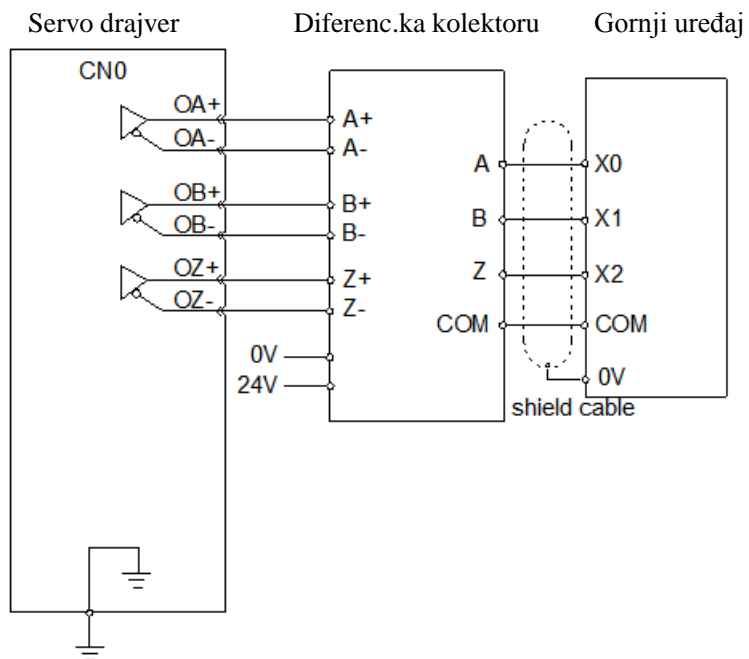 Servo drajver
Diferenc.ka kolektoru
Gornji uređaj
CN0
OA+
OA-
OB+
OB-
OZ+
OZ-
A+
A-
B+
B-
Z+
Z-
0V
24V
A
B
Z
COM
X0
X1
X2
COM
0V
shield cable